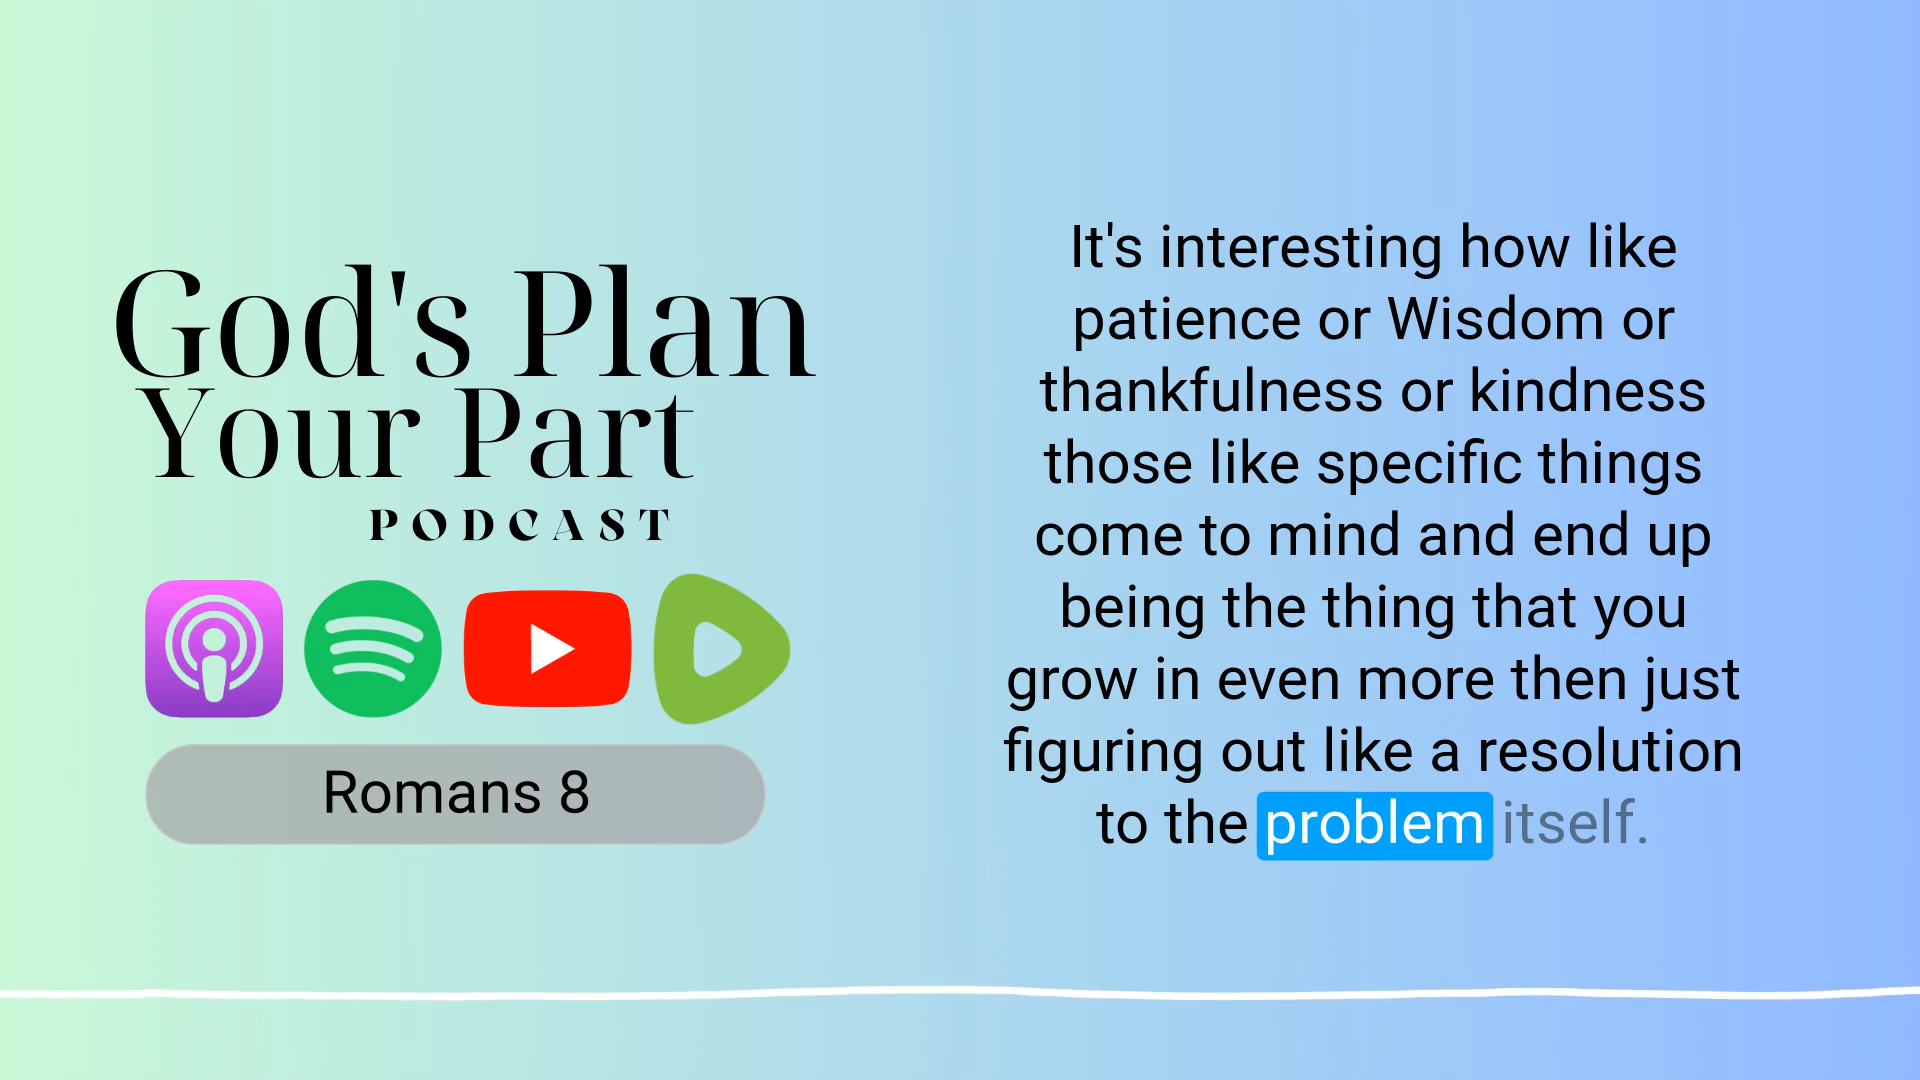 God's Plan
Your Part
PODCAST
Romans 8
It's interesting how like
patience or Wisdom or
thankfulness or kindness
those like specific things
come to mind and end up
being the thing that you
grow in even more then just
figuring out like a resolution
to the problem itself.